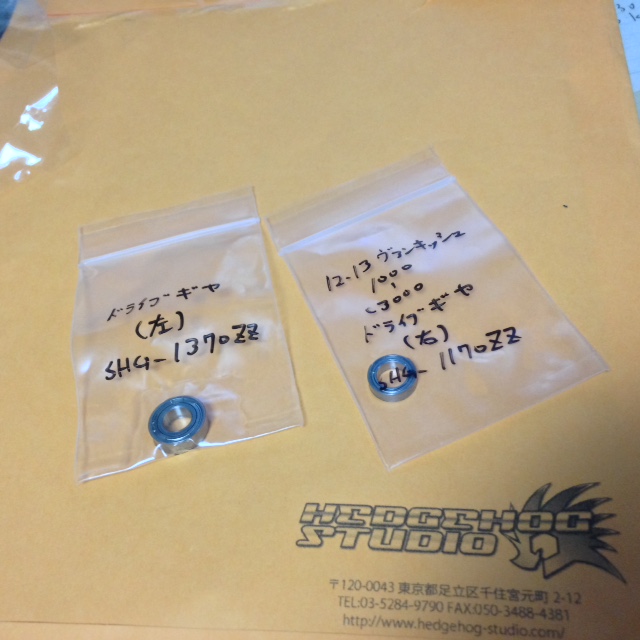 ドライブギヤ
(左)
SHG-1370ZZ
12-13 ヴァンキッシュ
1000
C3000
ドライブギヤ
(右)
SHG-1170ZZ
HEDGEHOG
STUDIO
〒120-0043 東京都足立区千住宮元町 2-12
TEL:03-5284-9790 FAX:050-3488-4381
http://www.hedgehog-studio.com/